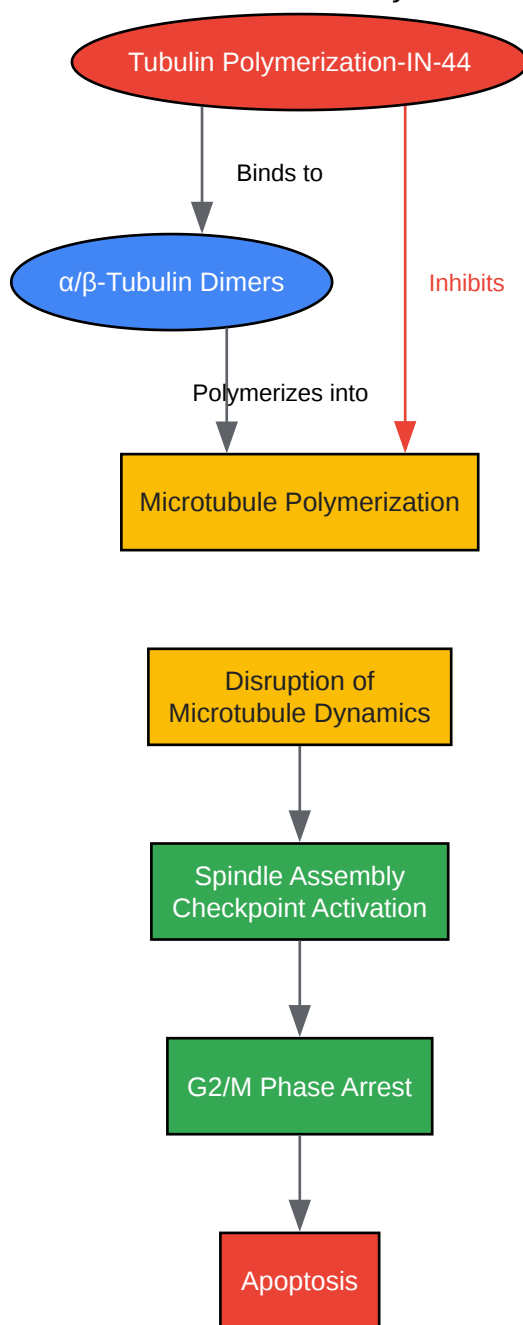 Tubulin Polymerization-IN-44
Binds to
α/β-Tubulin Dimers
Inhibits
Polymerizes into
Microtubule Polymerization
Disruption of
Microtubule Dynamics
Spindle Assembly
Checkpoint Activation
G2/M Phase Arrest
Apoptosis